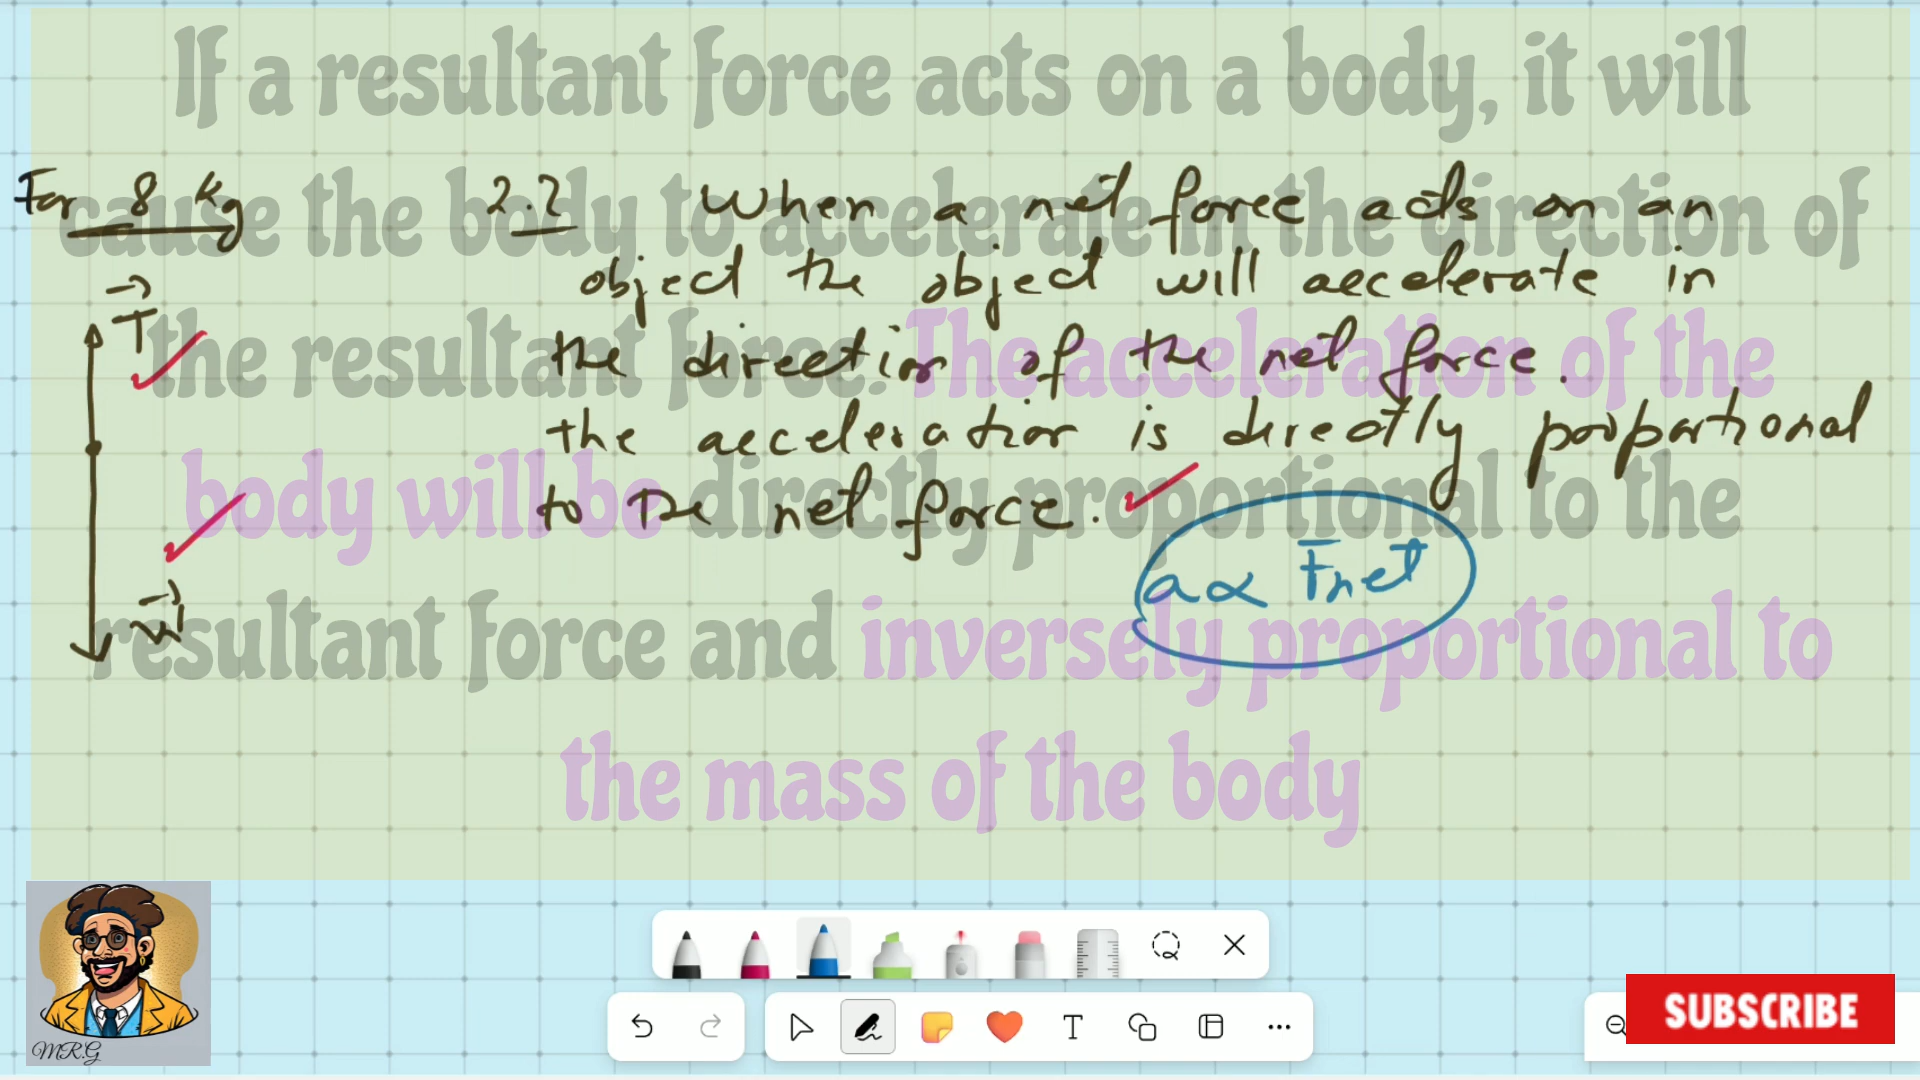 If a resultant force acts on a body, it will
cause the body to accelerate in the direction of
the resultant force. The acceleration of the
body will be directly proportional to the
resultant force and inversely proportional to
the mass of the body
For 8 kg
T
w
2.2 When a net force acts on an
object the object will accelerate in
the direction of the net force.
the acceleration is directly proportional
to the net force.
a∝ Fnet
MR.G
T
SUBSCRIBE